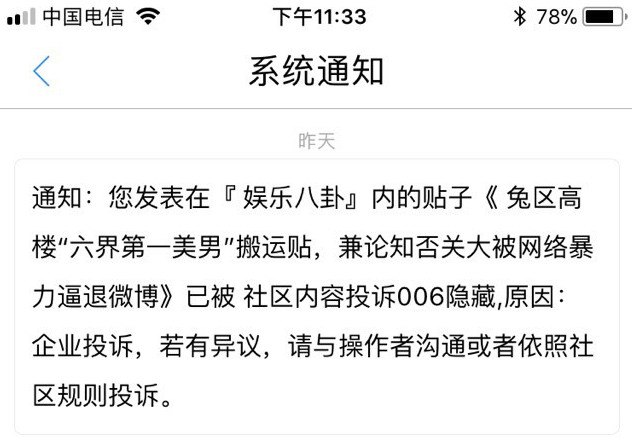 中国电信 下午11:33 78%
系统通知
昨天
通知：您发表在『 娱乐八卦』内的贴子《 兔区高
楼“六界第一美男”搬运贴，兼论知否关大被网络暴
力逼退微博》已被 社区内容投诉006隐藏,原因：
企业投诉，若有异议，请与操作者沟通或者依照社
区规则投诉。